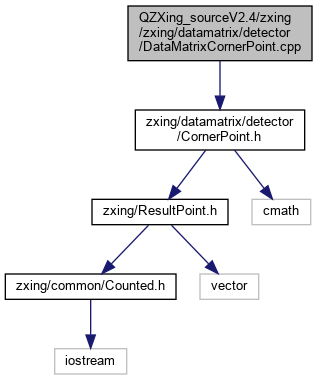 QZXing_sourceV2.4/zxing
/zxing/datamatrix/detector
/DataMatrixCornerPoint.cpp
zxing/datamatrix/detector
/CornerPoint.h
zxing/ResultPoint.h
cmath
zxing/common/Counted.h
vector
iostream